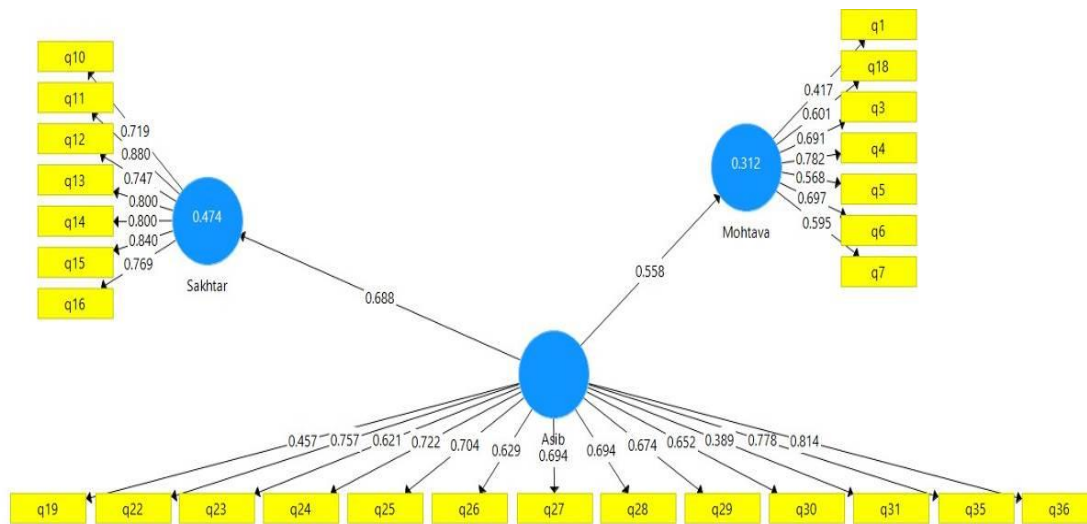 q10
q11
q12
q13
q14
q15
q16
0.719
0.880
0.747
0.800
0.800
0.840
0.769
0.474
Sakhtar
q1
q18
q3
q4
q5
q6
q7
0.417
0.601
0.691
0.782
0.568
0.697
0.595
0.312
Mohtava
0.688
0.558
Asib
0.457
0.757
0.621
0.722
0.704
0.629
0.694
0.694
0.674
0.652
0.389
0.778
0.814
q19
q22
q23
q24
q25
q26
q27
q28
q29
q30
q31
q35
q36